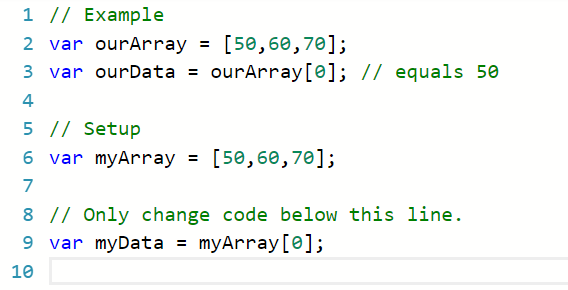 1 // Example
2 var ourArray = [50,60,70];
3 var ourData = ourArray[0]; // equals 50
4
5 // Setup
6 var myArray = [50,60,70];
7
8 // Only change code below this line.
9 var myData = myArray[0];
10